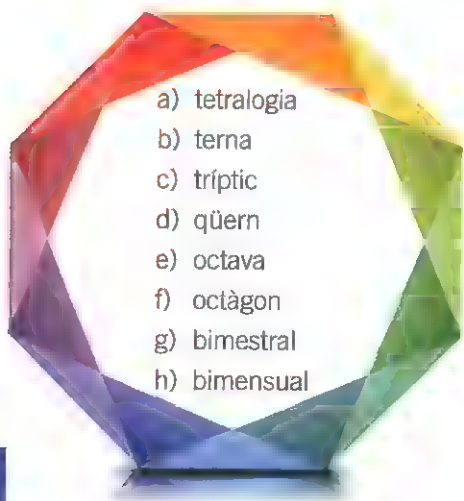 a) tetralogia
b) terna
c) tríptic
d) qüern
e) octava
f) octàgon
g) bimestral
h) bimensual